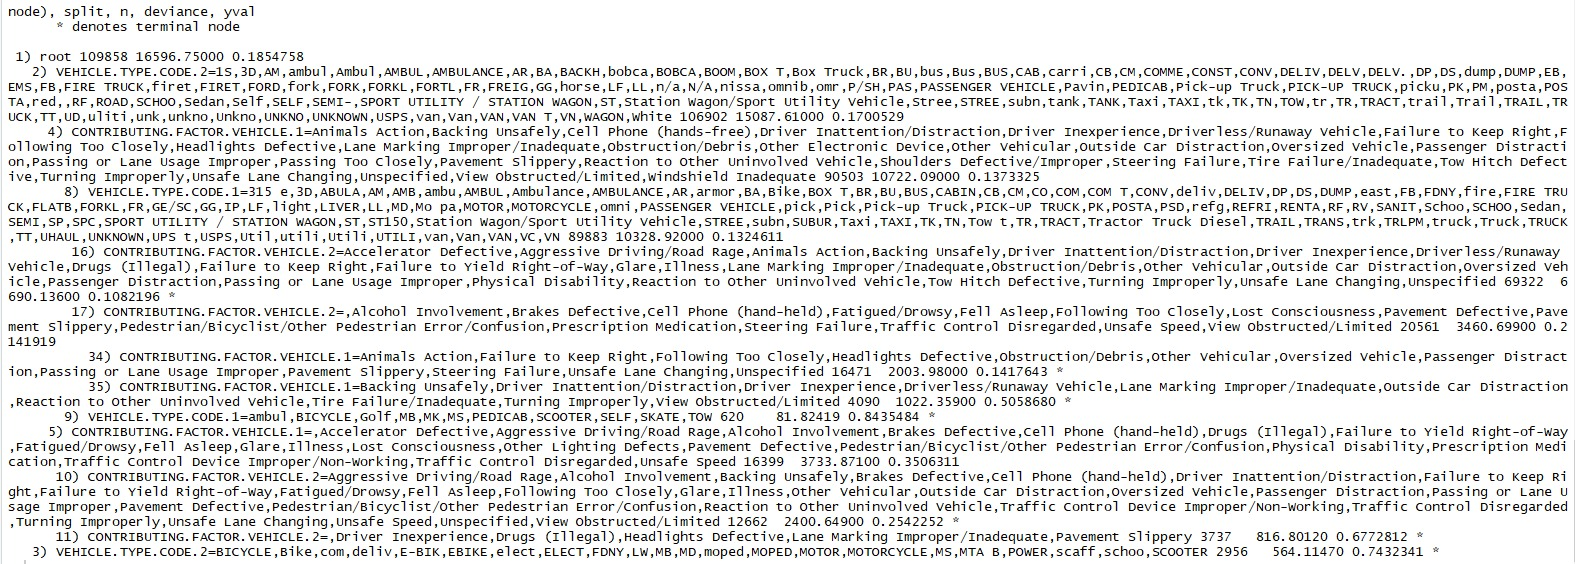 node), split, n, deviance, yval
* denotes terminal node
1) root 109858 16596.75000 0.1854758
2) VEHICLE.TYPE.CODE.2=1S,3D,AM,ambul,Ambul,AMBUL,AMBULANCE,AR,BA,BACKH,bobca,BOBCA,BOOM,BOX T,Box Truck,BR,BU,bus,Bus,BUS,CAB,carri,CB,CM,COMME,CONST,CONV,DELIV,DELV,DELV.,DP,DS,dump,DUMP,EB,
EMS,FB,FIRE TRUCK,firet,FIRET,FORD,fork,FORK,FORKL,FORTL,FR,FREIG,GG,horse,LF,LL,n/a,N/A,nissa,omnib,omr,P/SH,PAS,PASSENGER VEHICLE,Pavin,PEDICAB,Pick-up Truck,PICK-UP TRUCK,picku,PK,PM,posta,POS
TA,red,,RF,ROAD,SCHOO,Sedan,Self,SELF,SEMI-,SPORT UTILITY / STATION WAGON,ST,Station Wagon/Sport Utility Vehicle,Stree,STREE,subn,tank,TANK,Taxi,TAXI,tk,TK,TN,TOW,tr,TR,TRACT,trail,Trail,TRAIL,TR
UCK,TT,UD,uliti,unk,unkno,Unkno,UNKNO,UNKNOWN,USPS,van,Van,VAN,VAN T,VN,WAGON,White 106902 15087.61000 0.1700529
4) CONTRIBUTING.FACTOR.VEHICLE.1=Animals Action,Backing Unsafely,Cell Phone (hands-free),Driver Inattention/Distraction,Driver Inexperience,Driverless/Runaway Vehicle,Failure to Keep Right,F
ollowing Too Closely,Headlights Defective,Lane Marking Improper/Inadequate,Obstruction/Debris,Other Electronic Device,Other Vehicular,Outside Car Distraction,Oversized Vehicle,Passenger Distracti
on,Passing or Lane Usage Improper,Passing Too Closely,Pavement Slippery,Reaction to Other Uninvolved Vehicle,Shoulders Defective/Improper,Steering Failure,Tire Failure/Inadequate,Tow Hitch Defect
ive,Turning Improperly,Unsafe Lane Changing,Unspecified,View Obstructed/Limited,Windshield Inadequate 90503 10722.09000 0.1373325
8) VEHICLE.TYPE.CODE.1=315 e,3D,ABULA,AM,AMB,ambu,AMBUL,Ambulance,AMBULANCE,AR,armor,BA,Bike,BOX T,BR,BU,BUS,CABIN,CB,CM,CO,COM,COM T,CONV,deliv,DELIV,DP,DS,DUMP,east,FB,FDNY,fire,FIRE TRU
CK,FLATB,FORKL,FR,GE/SC,GG,IP,LF,light,LIVER,LL,MD,Mo pa,MOTOR,MOTORCYCLE,omni,PASSENGER VEHICLE,pick,Pick,Pick-up Truck,PICK-UP TRUCK,PK,POSTA,PSD,refg,REFRI,RENTA,RF,RV,SANIT,Schoo,SCHOO,Sedan,
SEMI,SP,SPC,SPORT UTILITY / STATION WAGON,ST,ST150,Station Wagon/Sport Utility Vehicle,STREE,subn,SUBUR,Taxi,TAXI,TK,TN,Tow t,TR,TRACT,Tractor Truck Diesel,TRAIL,TRANS,trk,TRLPM,truck,Truck,TRUCK
,TT,UHAUL,UNKNOWN,UPS t,USPS,Util,utili,Utili,UTILI,van,Van,VAN,VC,VN 89883 10328.92000 0.1324611
16) CONTRIBUTING.FACTOR.VEHICLE.2=Accelerator Defective,Aggressive Driving/Road Rage,Animals Action,Backing Unsafely,Driver Inattention/Distraction,Driver Inexperience,Driverless/Runaway
Vehicle,Drugs (Illegal),Failure to Keep Right,Failure to Yield Right-of-Way,Glare,Illness,Lane Marking Improper/Inadequate,Obstruction/Debris,Other Vehicular,Outside Car Distraction,Oversized Veh
icle,Passenger Distraction,Passing or Lane Usage Improper,Physical Disability,Reaction to Other Uninvolved Vehicle,Tow Hitch Defective,Turning Improperly,Unsafe Lane Changing,Unspecified 69322 6
690.13600 0.1082196 *
17) CONTRIBUTING.FACTOR.VEHICLE.2=,Alcohol Involvement,Brakes Defective,Cell Phone (hand-held),Fatigued/Drowsy,Fell Asleep,Following Too Closely,Lost Consciousness,Pavement Defective,Pave
ment Slippery,Pedestrian/Bicyclist/Other Pedestrian Error/Confusion,Prescription Medication,Steering Failure,Traffic Control Disregarded,Unsafe Speed,View Obstructed/Limited 20561 3460.69900 0.2
141919
34) CONTRIBUTING.FACTOR.VEHICLE.1=Animals Action,Failure to Keep Right,Following Too Closely,Headlights Defective,Obstruction/Debris,Other Vehicular,Oversized Vehicle,Passenger Distract
ion,Passing or Lane Usage Improper,Pavement Slippery,Steering Failure,Unsafe Lane Changing,Unspecified 16471 2003.98000 0.1417643 *
35) CONTRIBUTING.FACTOR.VEHICLE.1=Backing Unsafely,Driver Inattention/Distraction,Driver Inexperience,Driverless/Runaway Vehicle,Lane Marking Improper/Inadequate,Outside Car Distraction
,Reaction to Other Uninvolved Vehicle,Tire Failure/Inadequate,Turning Improperly,View Obstructed/Limited 4090 1022.35900 0.5058680 *
9) VEHICLE.TYPE.CODE.1=ambul,BICYCLE,Golf,MB,MK,MS,PEDICAB,SCOOTER,SELF,SKATE,TOW 620 81.82419 0.8435484 *
5) CONTRIBUTING.FACTOR.VEHICLE.1=,Accelerator Defective,Aggressive Driving/Road Rage,Alcohol Involvement,Brakes Defective,Cell Phone (hand-held),Drugs (Illegal),Failure to Yield Right-of-Way
,Fatigued/Drowsy,Fell Asleep,Glare,Illness,Lost Consciousness,Other Lighting Defects,Pavement Defective,Pedestrian/Bicyclist/Other Pedestrian Error/Confusion,Physical Disability,Prescription Medi
cation,Traffic Control Device Improper/Non-Working,Traffic Control Disregarded,Unsafe Speed 16399 3733.87100 0.3506311
10) CONTRIBUTING.FACTOR.VEHICLE.2=Aggressive Driving/Road Rage,Alcohol Involvement,Backing Unsafely,Brakes Defective,Cell Phone (hand-held),Driver Inattention/Distraction,Failure to Keep Ri
ght,Failure to Yield Right-of-Way,Fatigued/Drowsy,Fell Asleep,Following Too Closely,Glare,Illness,Other Vehicular,Outside Car Distraction,Oversized Vehicle,Passenger Distraction,Passing or Lane U
sage Improper,Pavement Defective,Pedestrian/Bicyclist/Other Pedestrian Error/Confusion,Reaction to Other Uninvolved Vehicle,Traffic Control Device Improper/Non-Working,Traffic Control Disregarded
,Turning Improperly,Unsafe Lane Changing,Unsafe Speed,Unspecified,View Obstructed/Limited 12662 2400.64900 0.2542252 *
11) CONTRIBUTING.FACTOR.VEHICLE.2=,Driver Inexperience,Drugs (Illegal),Headlights Defective,Lane Marking Improper/Inadequate,Pavement Slippery 3737 816.80120 0.6772812 *
3) VEHICLE.TYPE.CODE.2=BICYCLE,Bike,com,deliv,E-BIK,EBIKE,elect,ELECT,FDNY,LW,MB,MD,moped,MOPED,MOTOR,MOTORCYCLE,MS,MTA B,POWER,scaff,schoo,SCOOTER 2956 564.11470 0.7432341 *